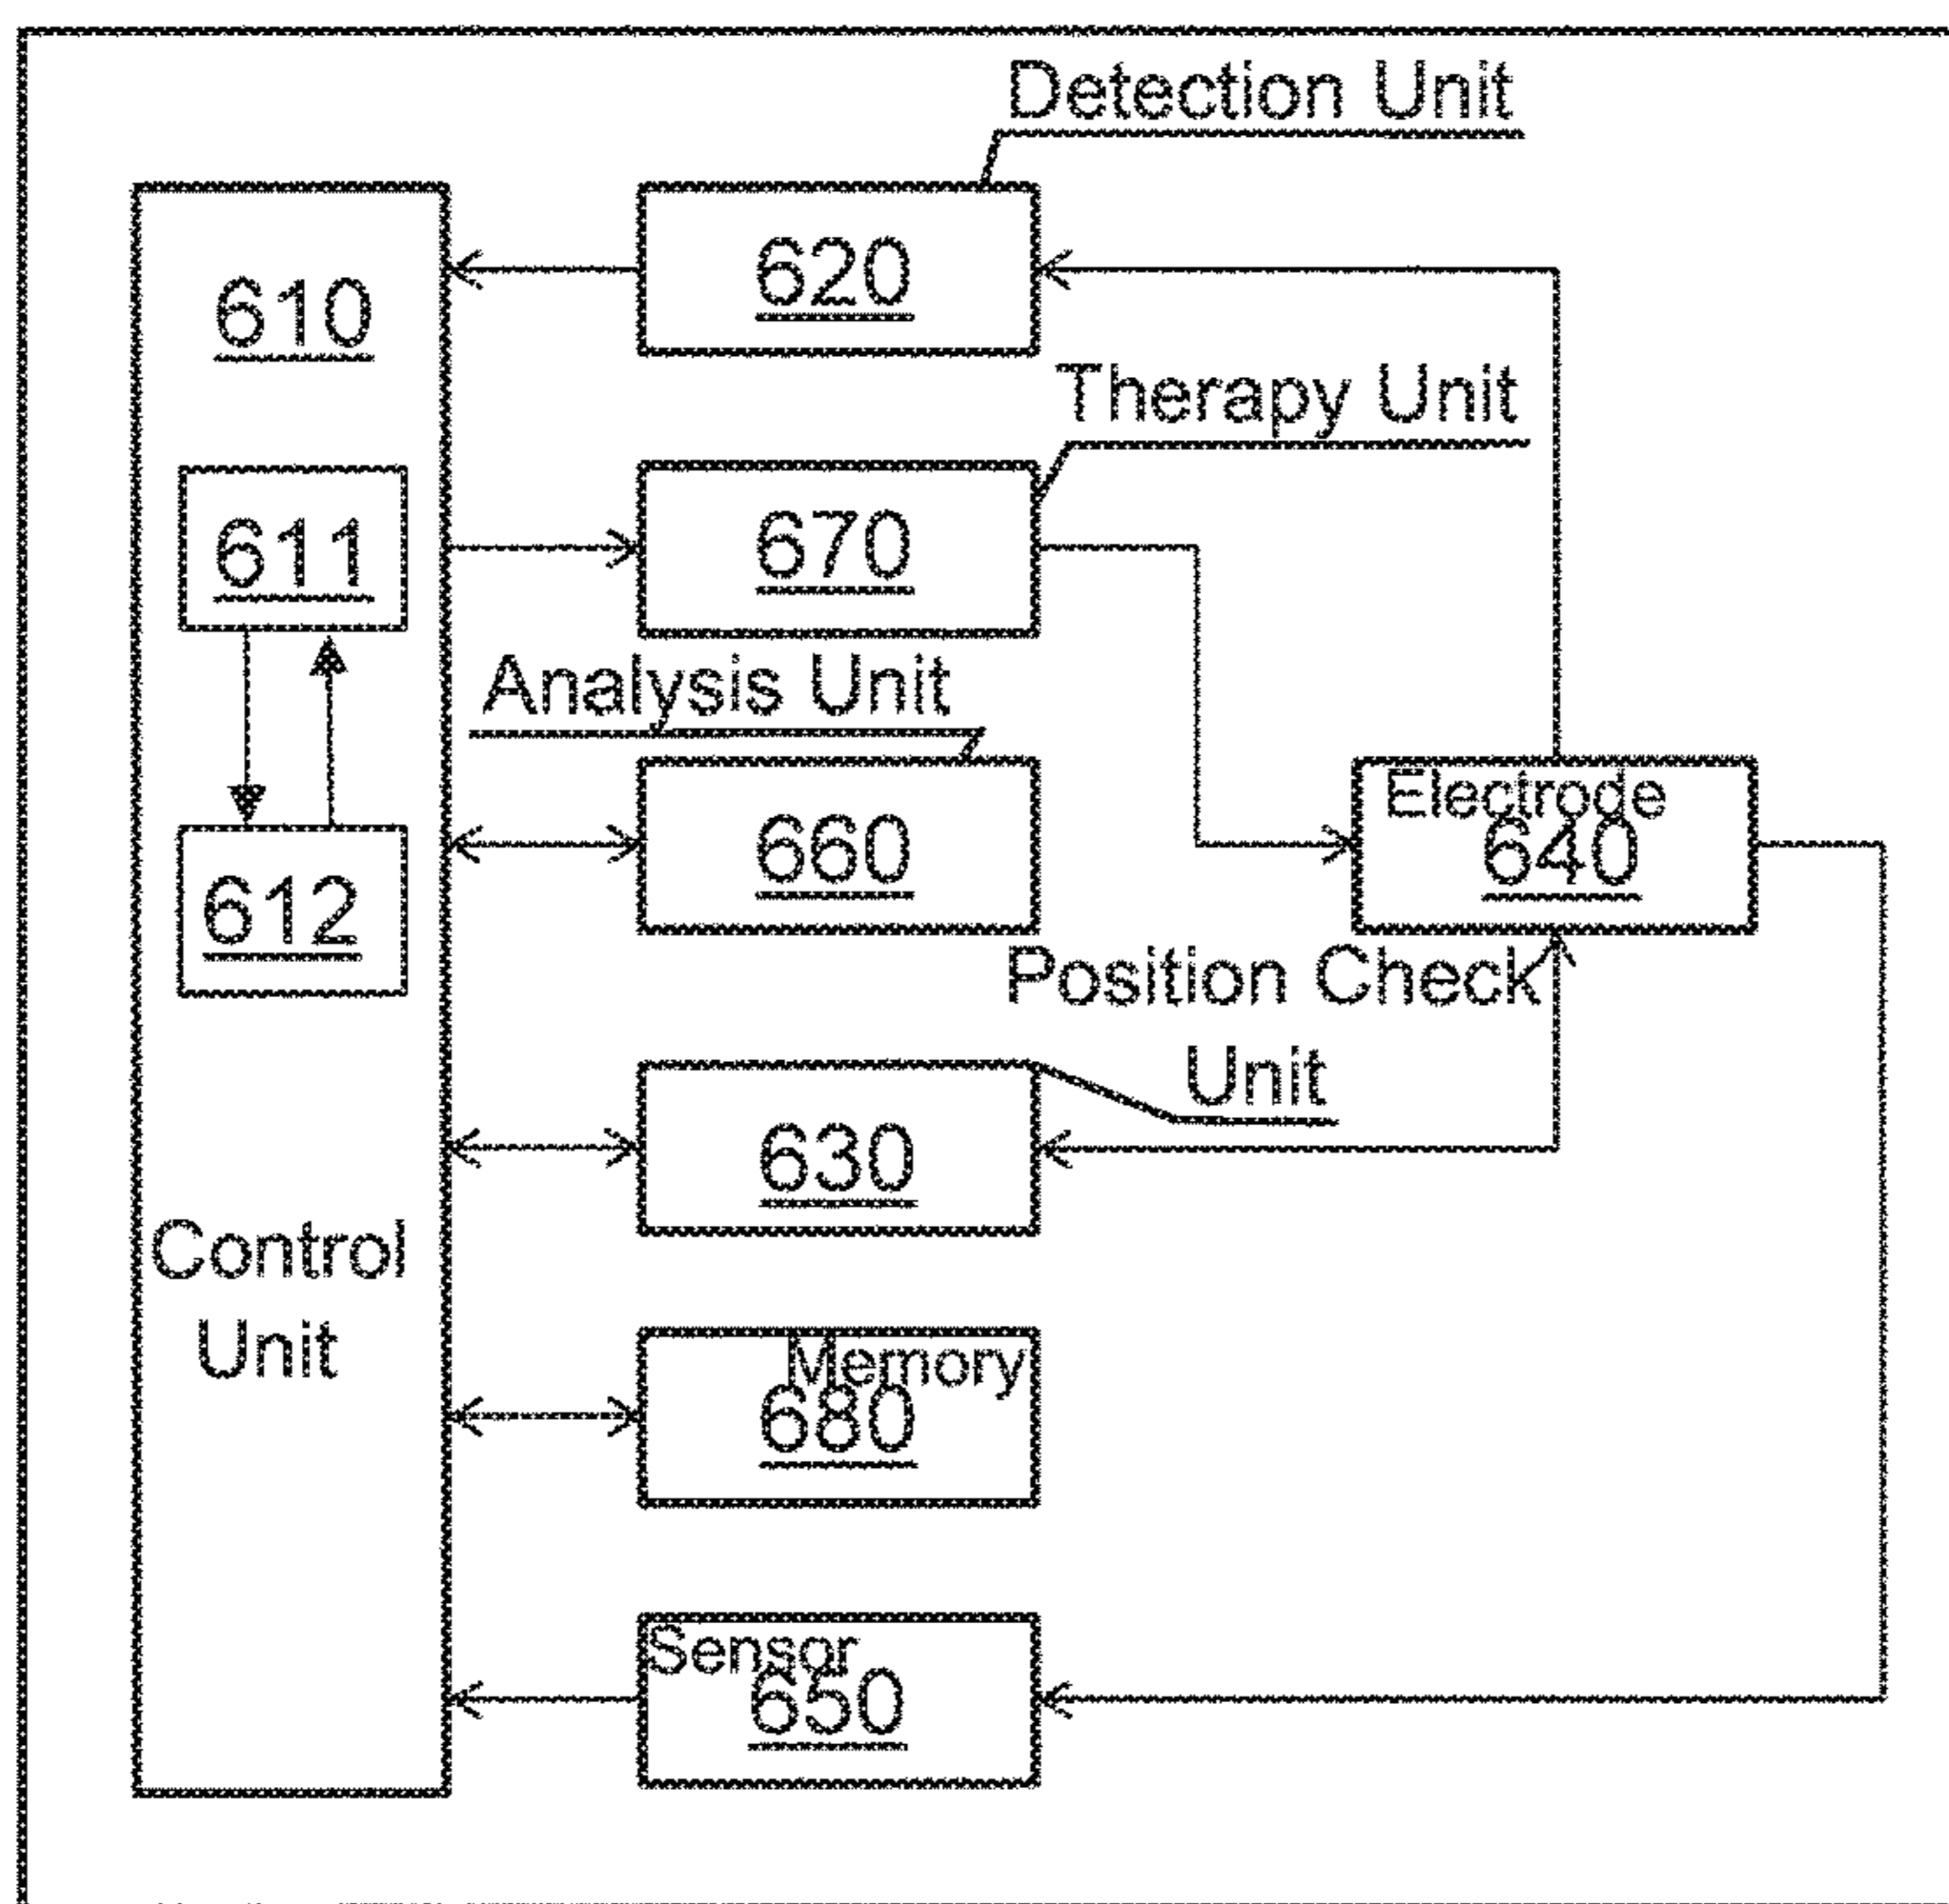 Detection Unit
620
610
Therapy Unit
611
670
Analysis Unit
Electrode
660
640
612
Position Check
Unit
630
Control
Unit
Memory
680
Sensor
650